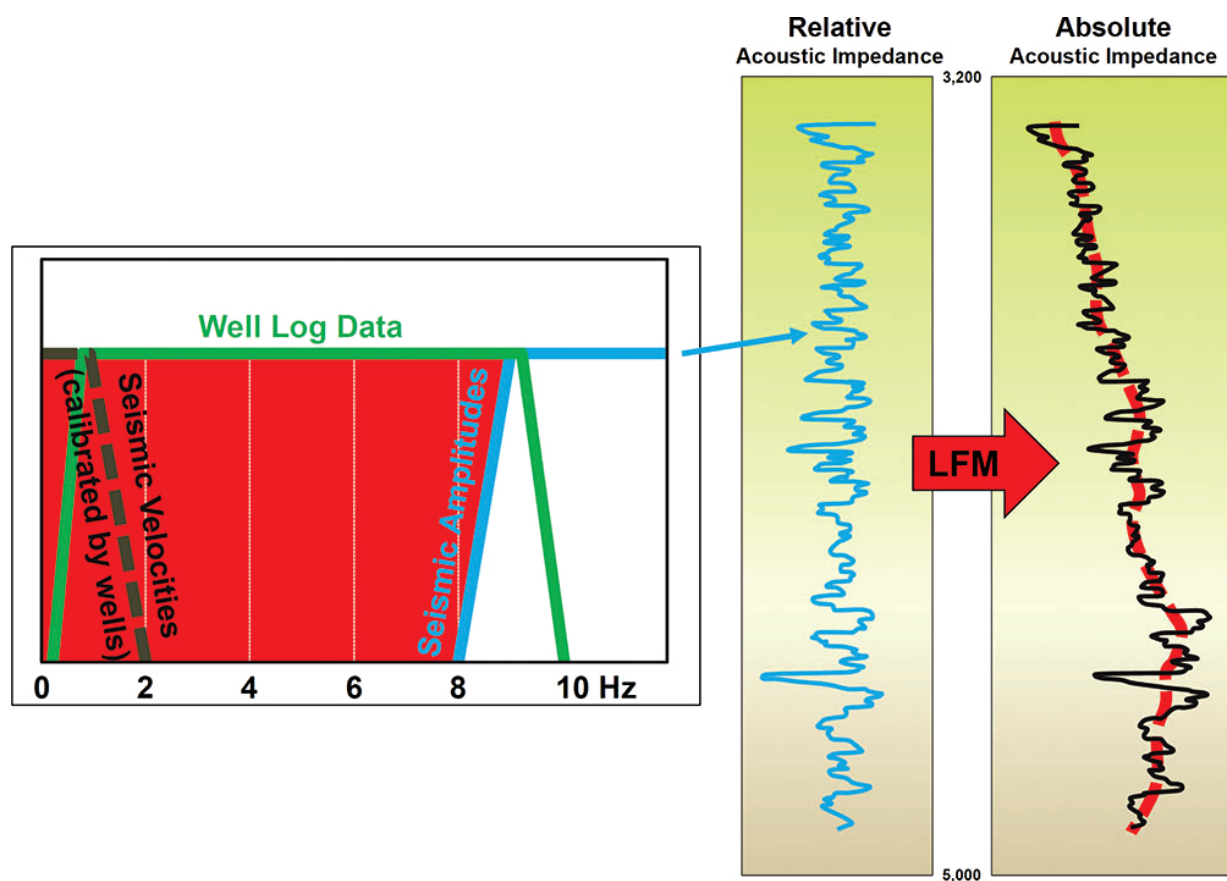 Relative
Acoustic Impedance
Absolute
Acoustic Impedance
3,200
Well Log Data
Seismic Velocities
(calibrated by wells)
Seismic Amplitudes
LFM
0 2 4 6 8 10 Hz
5,000